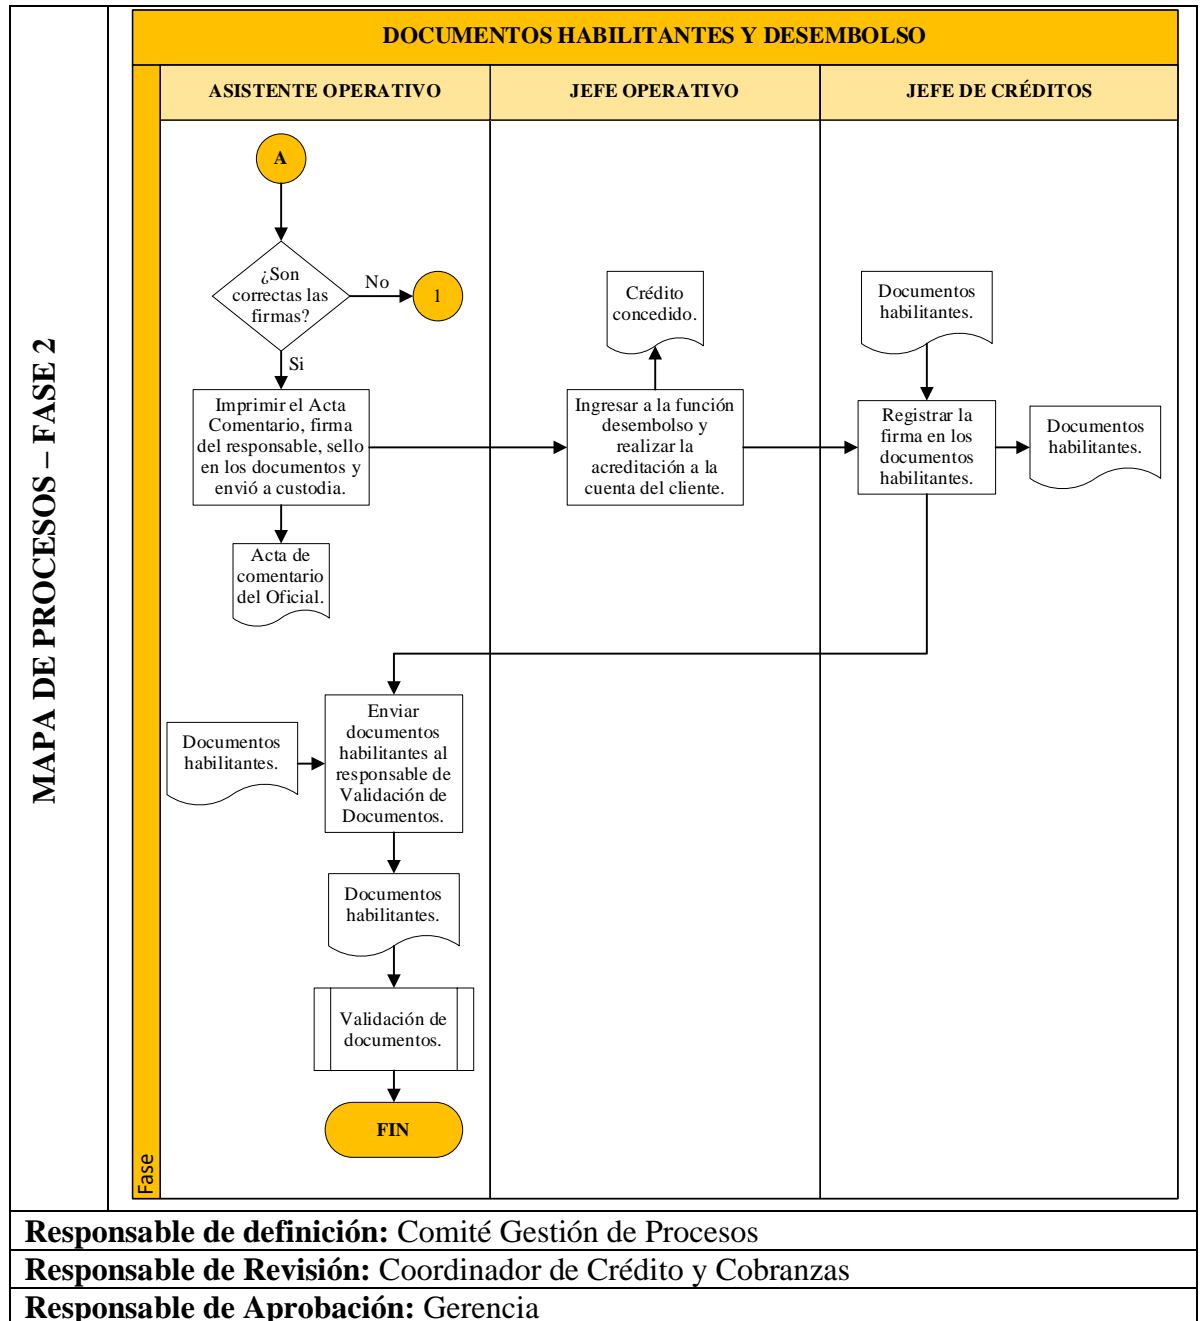 MAPA DE PROCESOS – FASE 2
DOCUMENTOS HABILITANTES Y DESEMBOLSO
ASISTENTE OPERATIVO
JEFE OPERATIVO
JEFE DE CRÉDITOS
Fase
A
¿Son
correctas las
firmas?
No
1
Si
Imprimir el Acta
Comentario, firma
del responsable, sello
en los documentos y
envió a custodia.
Acta de
comentario
del Oficial.
Crédito
concedido.
Ingresar a la función
desembolso y
realizar la
acreditación a la
cuenta del cliente.
Documentos
habilitantes.
Registrar la
firma en los
documentos
habilitantes.
Documentos
habilitantes.
Documentos
habilitantes.
Enviar
documentos
habilitantes al
responsable de
Validación de
Documentos.
Documentos
habilitantes.
Validación de
documentos.
FIN
Responsable de definición: Comité Gestión de Procesos
Responsable de Revisión: Coordinador de Crédito y Cobranzas
Responsable de Aprobación: Gerencia